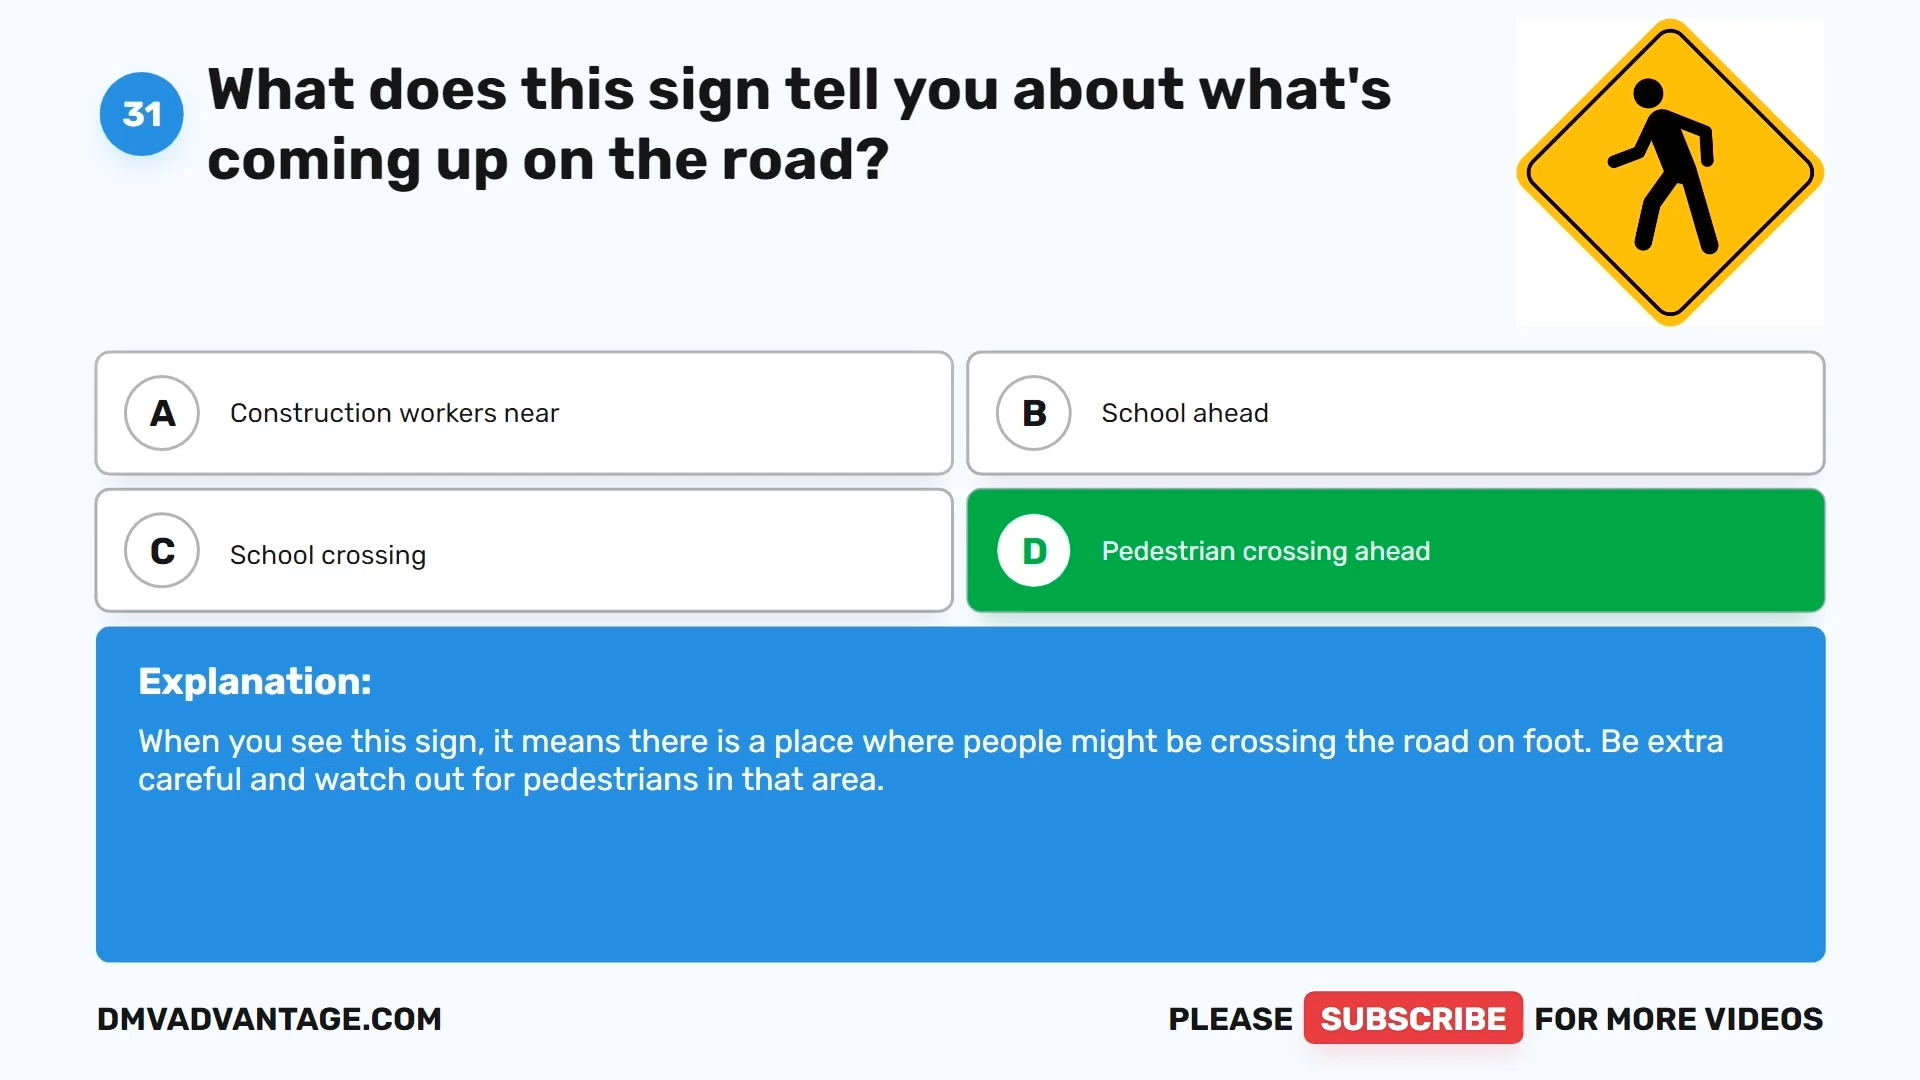 31
What does this sign tell you about what's
coming up on the road?
A Construction workers near
B School ahead
C School crossing
D Pedestrian crossing ahead
Explanation:
When you see this sign, it means there is a place where people might be crossing the road on foot. Be extra
careful and watch out for pedestrians in that area.
DMVADVANTAGE.COM
PLEASE SUBSCRIBE FOR MORE VIDEOS